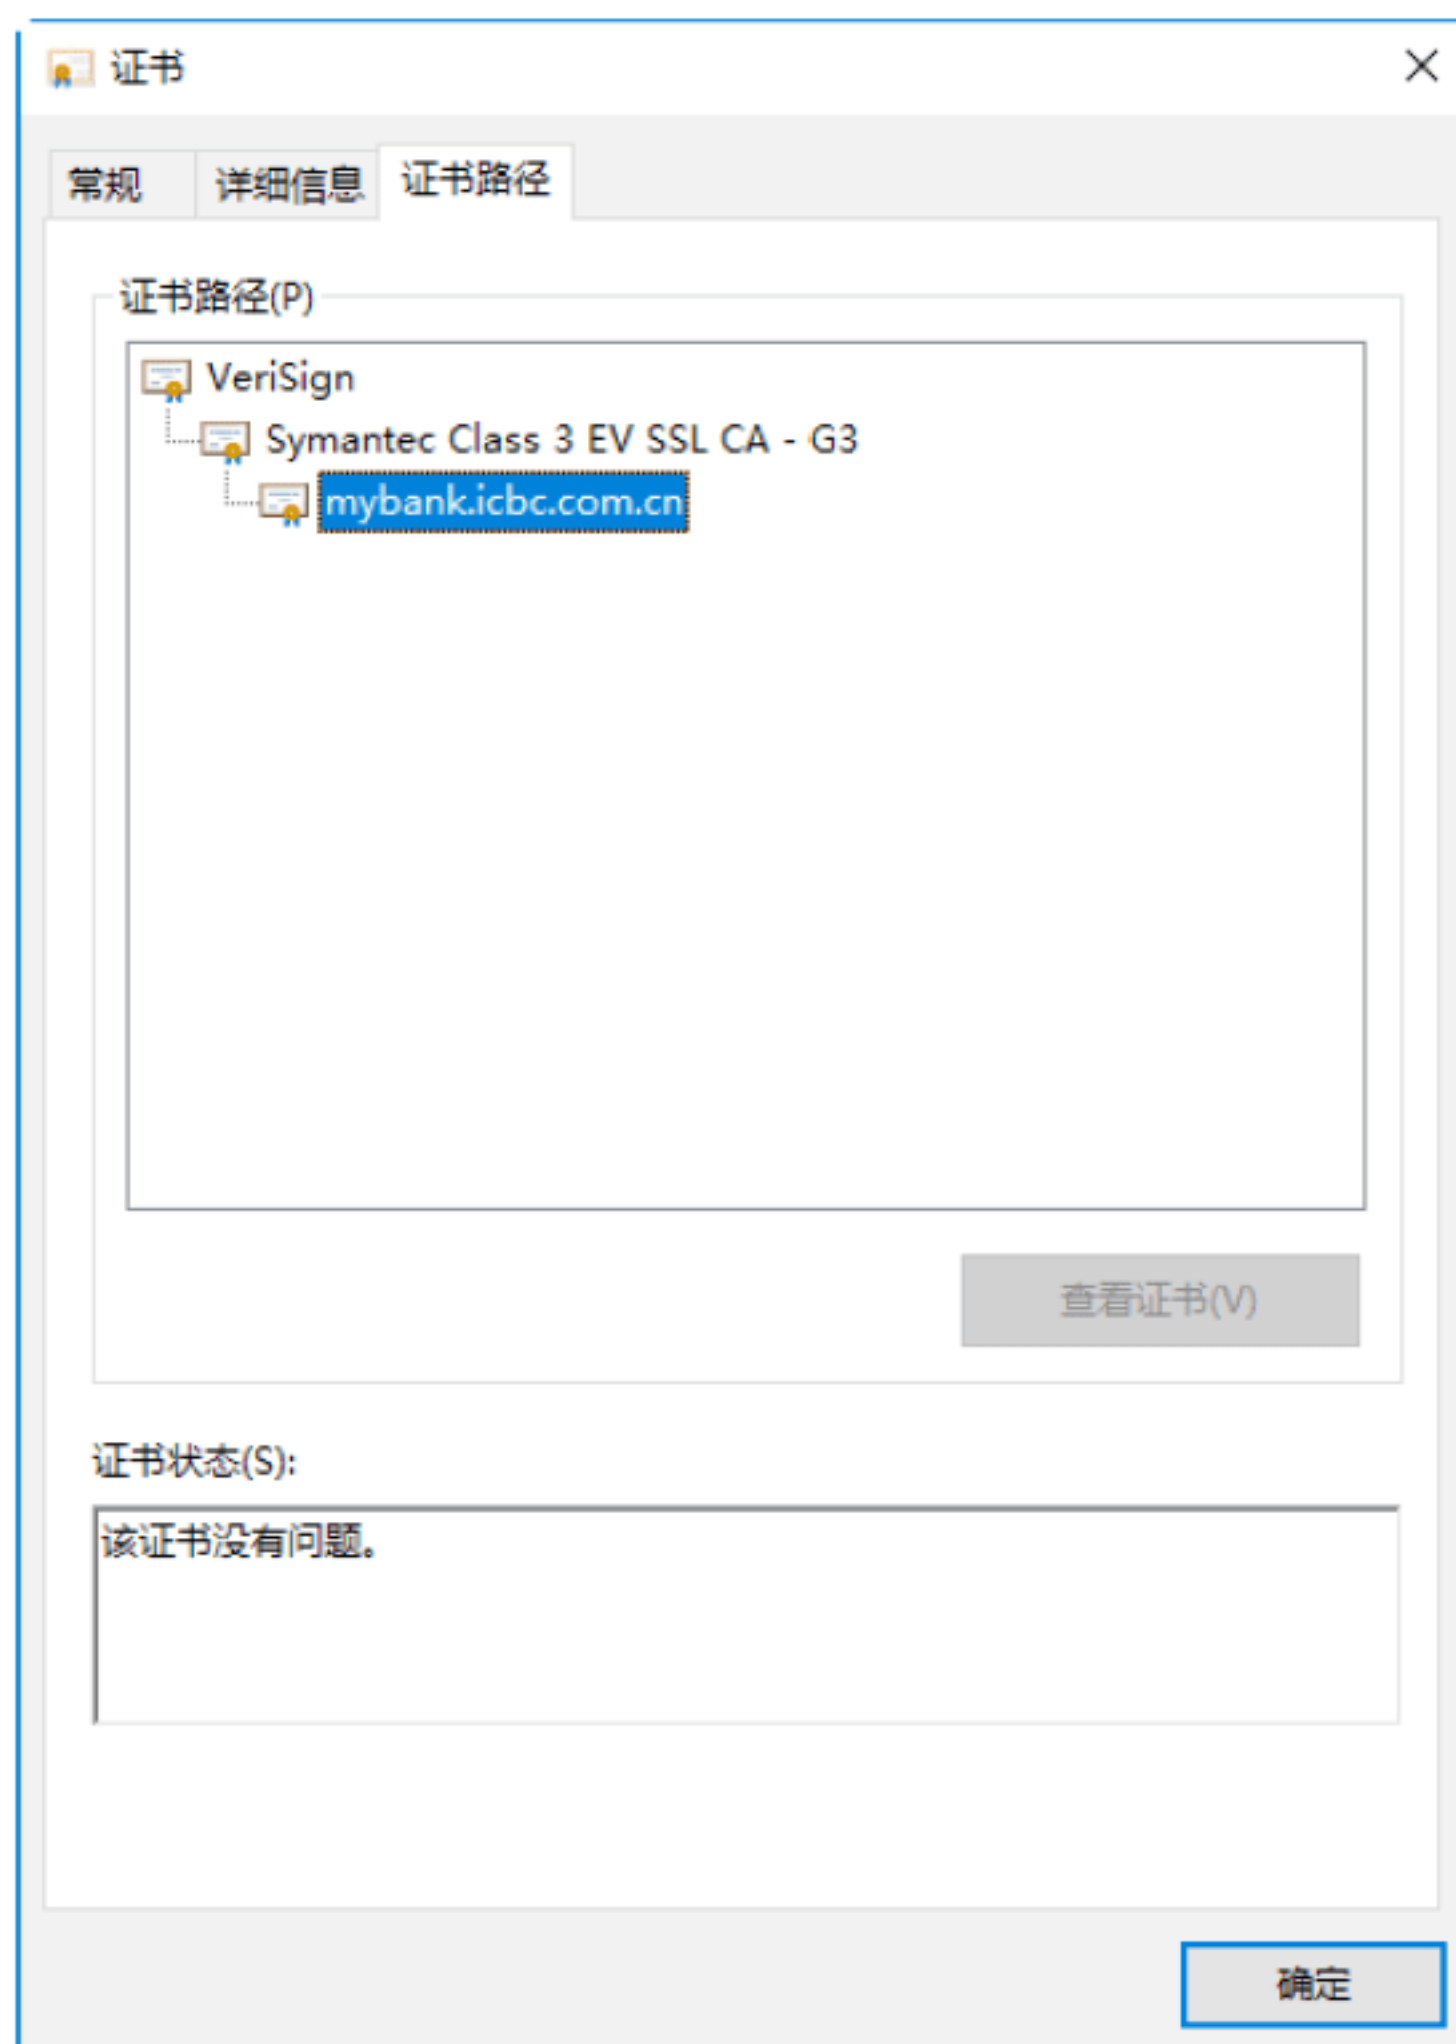 证书
常规 详细信息 证书路径
证书路径(P)
VeriSign
Symantec Class 3 EV SSL CA - G3
mybank.icbc.com.cn
查看证书(V)
证书状态(S):
该证书没有问题。
确定